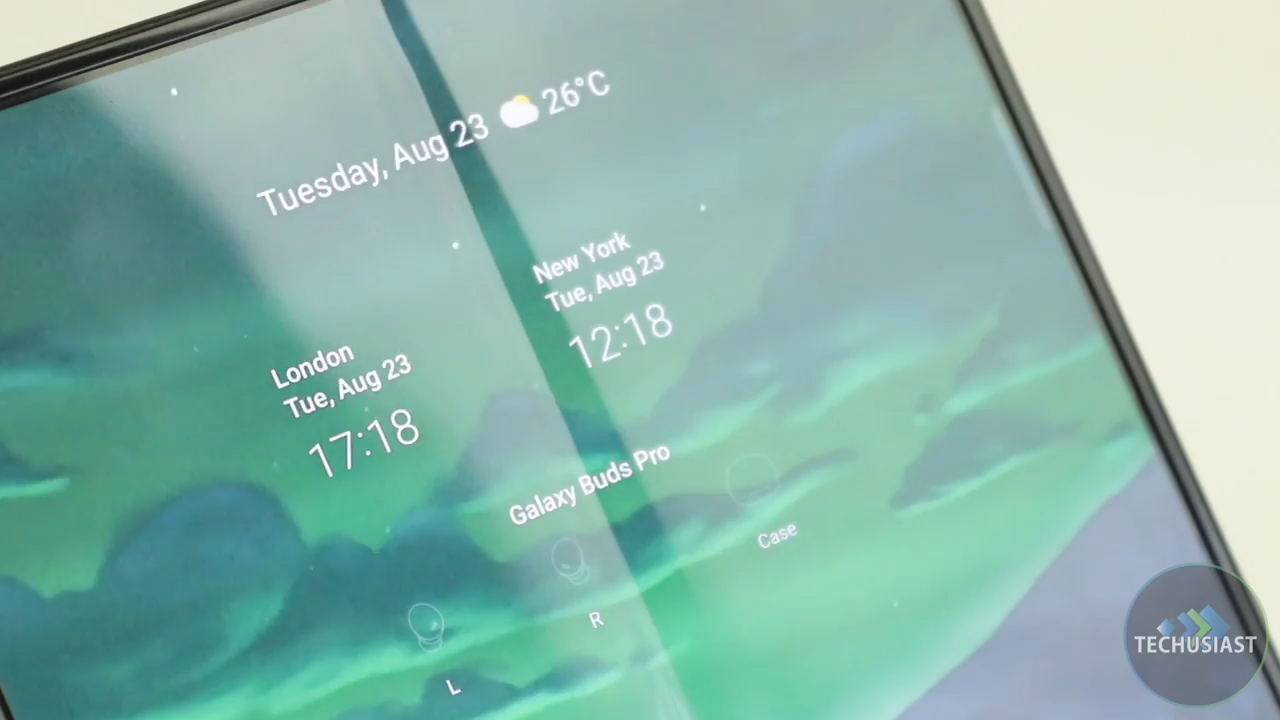 Tuesday, Aug 23 26°C
London
Tue, Aug 23
17:18
New York
Tue, Aug 23
12:18
Galaxy Buds Pro
L
R
Case
TECHUSIAST